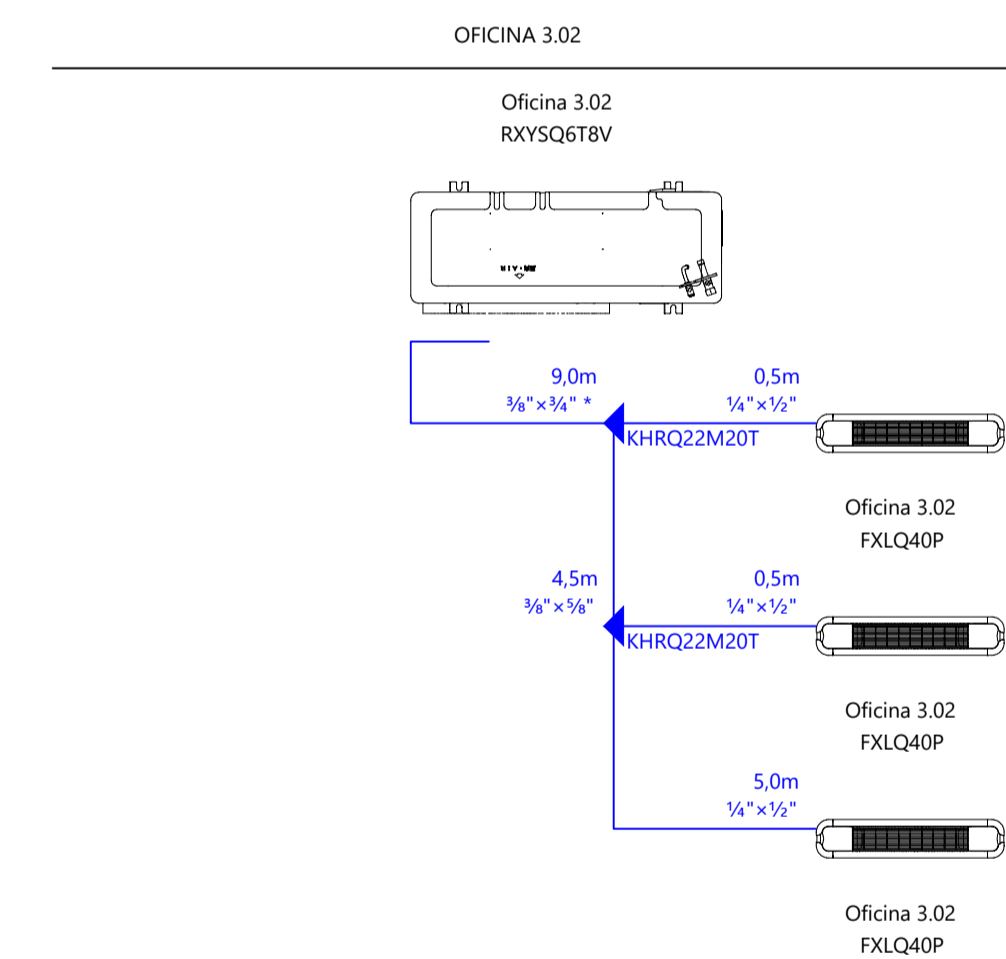 OFICINA 3.02
Oficina 3.02
RXYSQ6T8V
9,0m
⅜"×¾" *
0,5m
¼"×½"
KHRQ22M20T
Oficina 3.02
FXLQ40P
4,5m
⅜"×⅝"
0,5m
¼"×½"
KHRQ22M20T
Oficina 3.02
FXLQ40P
5,0m
¼"×½"
Oficina 3.02
FXLQ40P